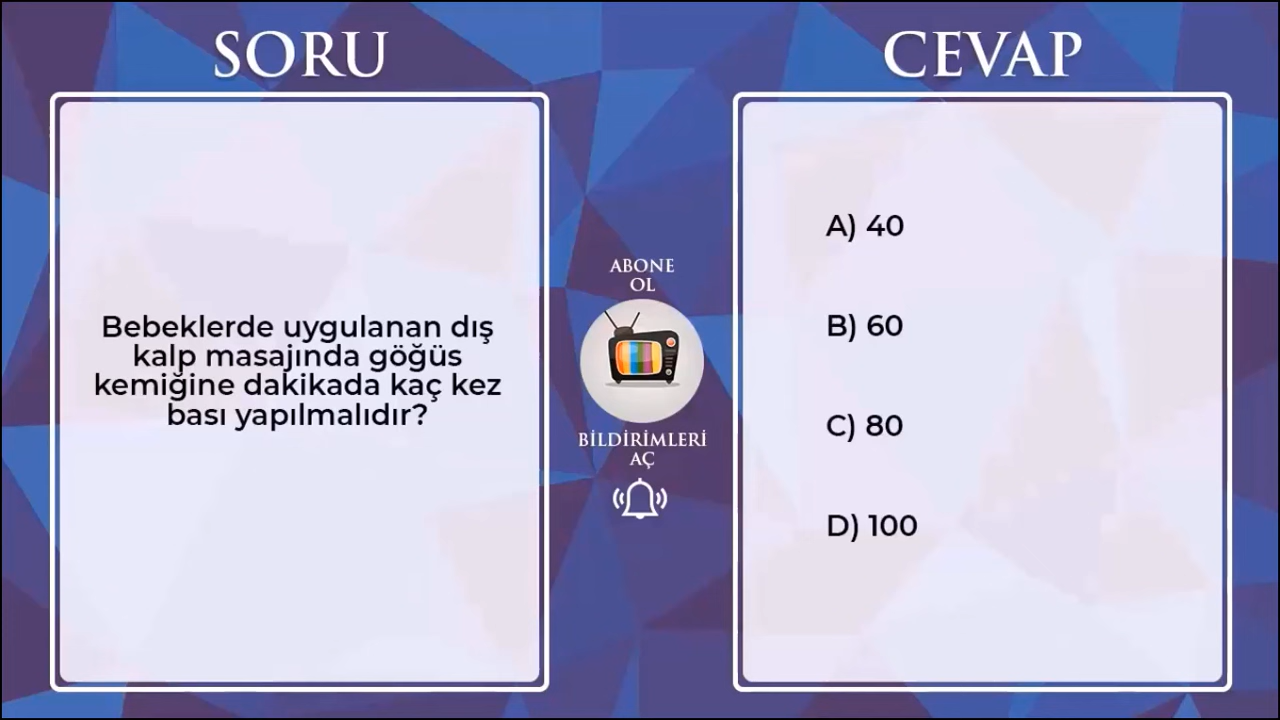 SORU
Bebeklerde uygulanan dış
kalp masajında göğüs
kemiğine dakikada kaç kez
bası yapılmalıdır?
ABONE
OL
BİLDİRİMLERİ
AÇ
CEVAP
A) 40
B) 60
C) 80
D) 100